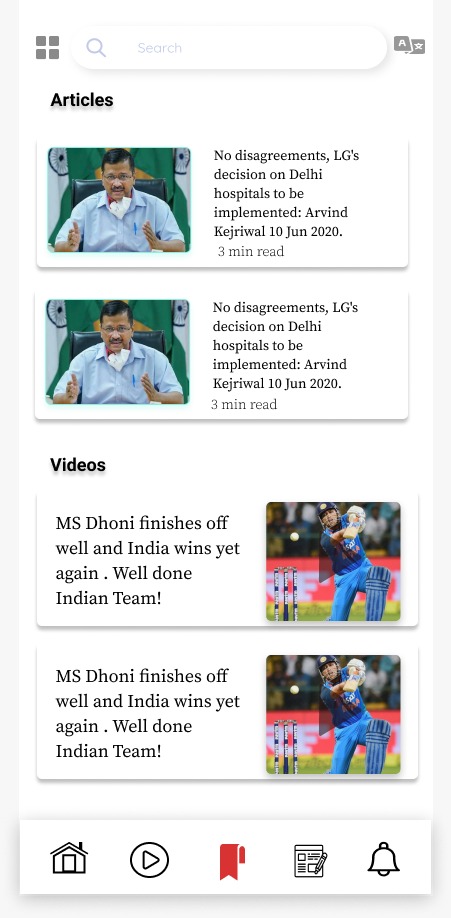 Search
A
Articles
No disagreements, LG's
decision on Delhi
hospitals to be
implemented: Arvind
Kejriwal 10 Jun 2020.
3 min read
No disagreements, LG's
decision on Delhi
hospitals to be
implemented: Arvind
Kejriwal 10 Jun 2020.
3 min read
Videos
MS Dhoni finishes off
well and India wins yet
again . Well done
Indian Team!
MS Dhoni finishes off
well and India wins yet
again . Well done
Indian Team!